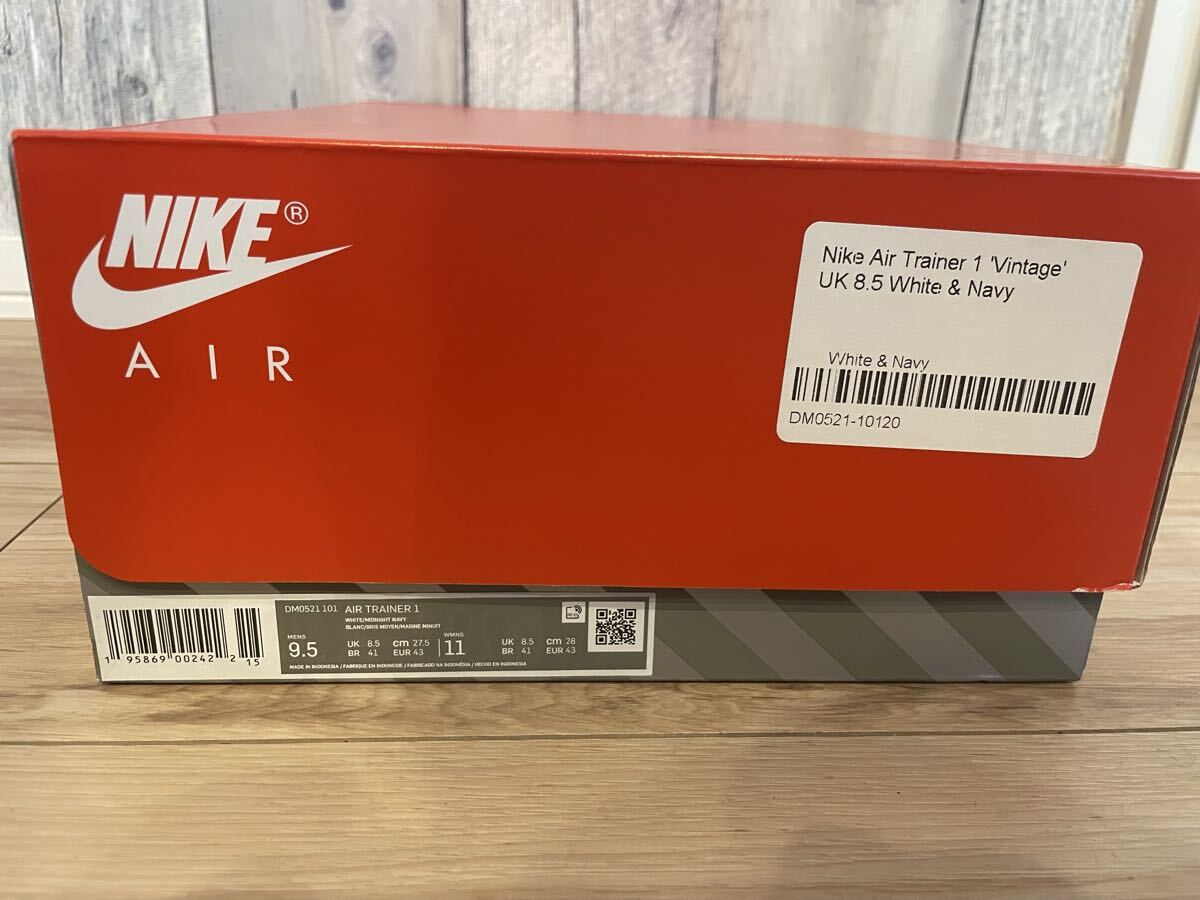 NIKE®
AIR
Nike Air Trainer 1 'Vintage'
UK 8.5 White & Navy
White & Navy
DM0521-10120
1 95869 00242 2 15
DM0521 101 AIR TRAINER 1
WHITE/MIDNIGHT NAVY
BLANC/GRIS MOYEN/MARINE MINUIT
MENS 9.5 UK 8.5 cm 27.5 WMNS 11 UK 8.5 cm 28
BR 41 EUR 43 BR 41 EUR 43
MADE IN INDONESIA / FABRIQUE EN INDONESIE / FABRICADO NA INDONÉSIA / HECHO EN INDONESIA